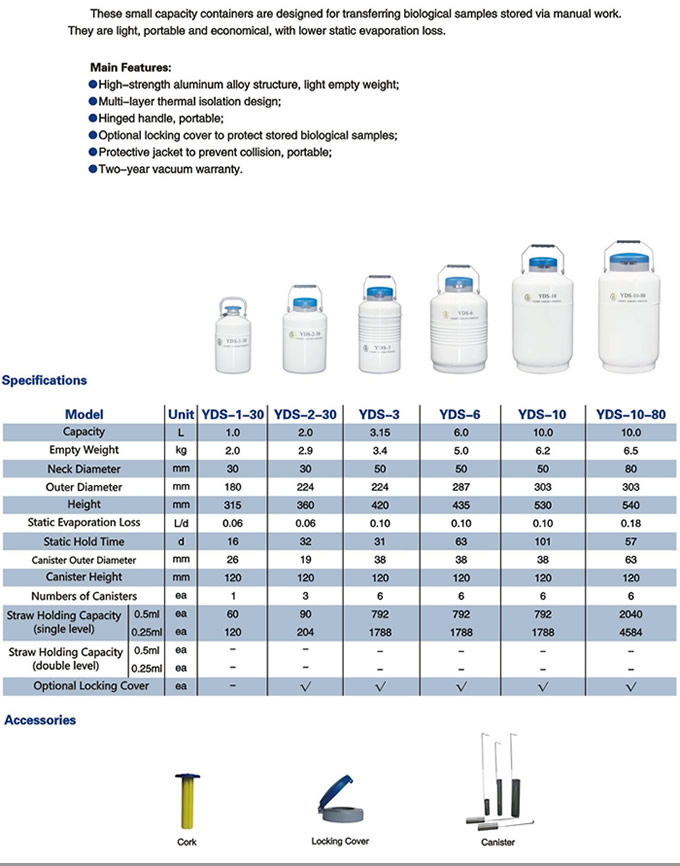 These small capacity containers are designed for transferring biological samples stored via manual work.
They are light, portable and economical, with lower static evaporation loss.
Main Features:
●High-strength aluminum alloy structure, light empty weight;
●Multi-layer thermal isolation design;
●Hinged handle, portable;
●Optional locking cover to protect stored biological samples;
●Protective jacket to prevent collision, portable;
●Two-year vacuum warranty.
YDS-1-30
YDS-2-30
YDS-3
YDS-6
YDS-10
YDS-10-80
Specifications
Model Unit YDS-1-30 YDS-2-30 YDS-3 YDS-6 YDS-10 YDS-10-80
Capacity L 1.0 2.0 3.15 6.0 10.0 10.0
Empty Weight kg 2.0 2.9 3.4 5.0 6.2 6.5
Neck Diameter mm 30 30 50 50 50 80
Outer Diameter mm 180 224 224 287 303 303
Height mm 315 360 420 435 530 540
Static Evaporation Loss L/d 0.06 0.06 0.10 0.10 0.10 0.18
Static Hold Time d 16 32 31 63 101 57
Canister Outer Diameter mm 26 19 38 38 38 63
Canister Height mm 120 120 120 120 120 120
Numbers of Canisters ea 1 3 6 6 6 6
Straw Holding Capacity (single level) 0.5ml ea 60 90 792 792 792 2040
0.25ml ea 120 204 1788 1788 1788 4584
Straw Holding Capacity (double level) 0.5ml ea - - - - - -
0.25ml ea - - - - - -
Optional Locking Cover ea - √ √ √ √ √
Accessories
Cork
Locking Cover
Canister